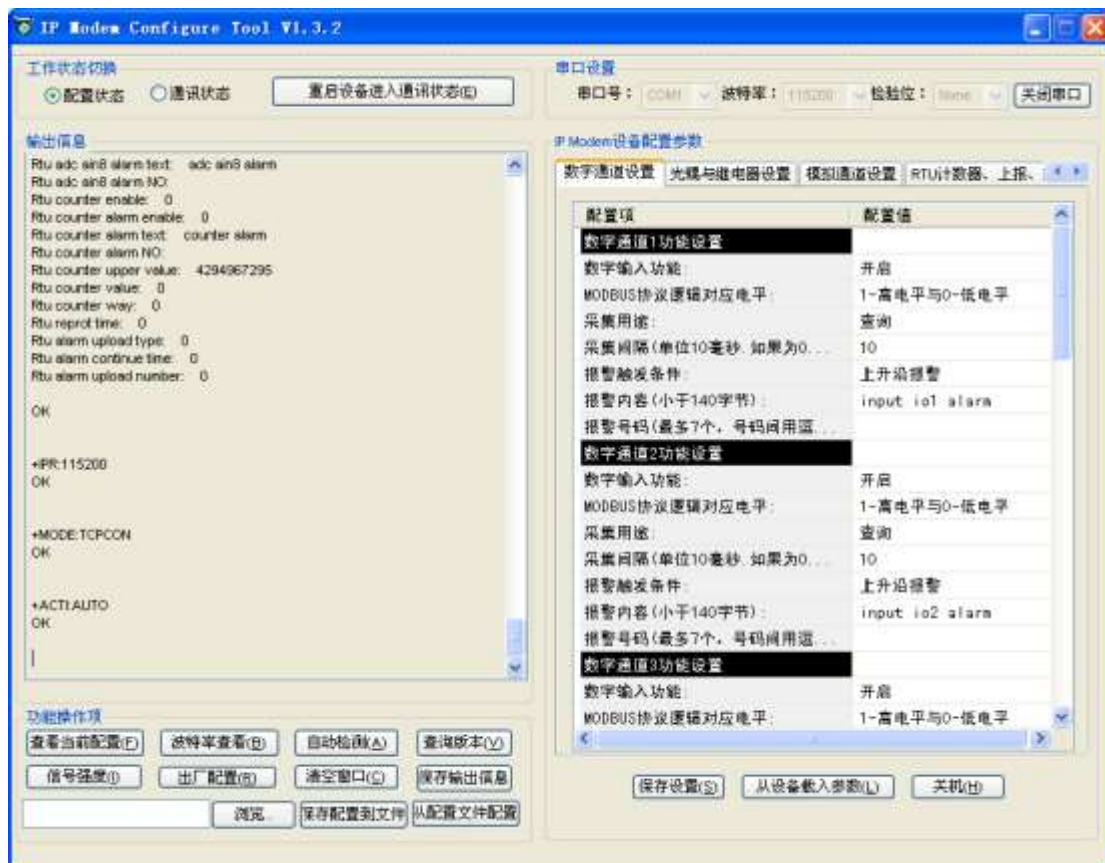 IP Modem Configure Tool V1.3.2
工作状态切换
配置状态 通讯状态 重启设备进入通讯状态(E)
串口设置
串口号： COM1 波特率： 115200 检验位： None 关闭串口
输出信息
Rtu adc ain8 alarm text: adc ain8 alarm
Rtu adc ain8 alarm NO:
Rtu counter enable: 0
Rtu counter alarm enable: 0
Rtu counter alarm text: counter alarm
Rtu counter alarm NO:
Rtu counter upper value: 4294967295
Rtu counter value: 0
Rtu counter way: 0
Rtu reprot time: 0
Rtu alarm upload type: 0
Rtu alarm continue time: 0
Rtu alarm upload number: 0
OK
+IPR:115200
OK
+MODE:TCPCON
OK
+ACTI:AUTO
OK
IP Modem设备配置参数
数字通道设置 光耦与继电器设置 模拟通道设置 RTU计数器、上报、
配置项 配置值
数字通道1功能设置
数字输入功能: 开启
MODBUS协议逻辑对应电平: 1-高电平与0-低电平
采集用途: 查询
采集间隔(单位10毫秒.如果为0... 10
报警触发条件: 上升沿报警
报警内容(小于140字节): input io1 alarm
报警号码(最多7个，号码间用逗...
数字通道2功能设置
数字输入功能: 开启
MODBUS协议逻辑对应电平: 1-高电平与0-低电平
采集用途: 查询
采集间隔(单位10毫秒.如果为0... 10
报警触发条件: 上升沿报警
报警内容(小于140字节): input io2 alarm
报警号码(最多7个，号码间用逗...
数字通道3功能设置
数字输入功能: 开启
MODBUS协议逻辑对应电平: 1-高电平与0-低电平
功能操作项
查看当前配置(F) 波特率查看(B) 自动检测(A) 查询版本(V)
信号强度(I) 出厂配置(R) 清空窗口(C) 保存输出信息
浏览... 保存配置到文件 从配置文件配置
保存设置(S) 从设备载入参数(L) 关机(H)